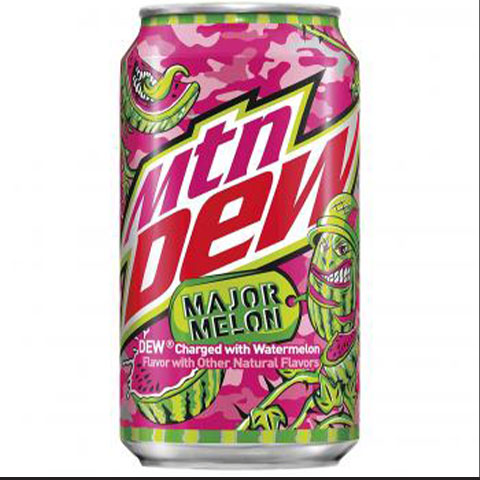 mtn
DEW
MAJOR
MELON
DEW® Charged with Watermelon
Flavor with Other Natural Flavors